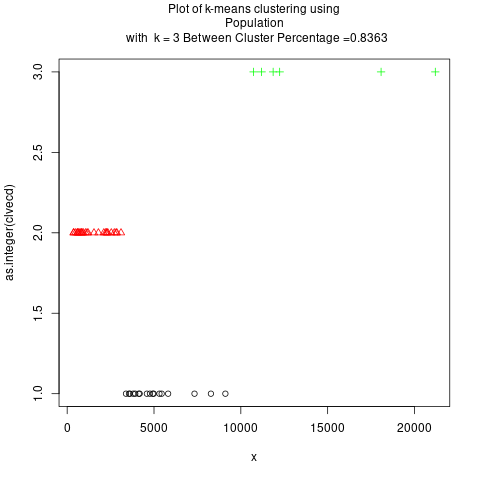 Plot of k-means clustering using
Population
with k = 3 Between Cluster Percentage =0.8363
3.0
2.5
2.0
1.5
1.0
as.integer(clvecd)
0 5000 10000 15000 20000
x